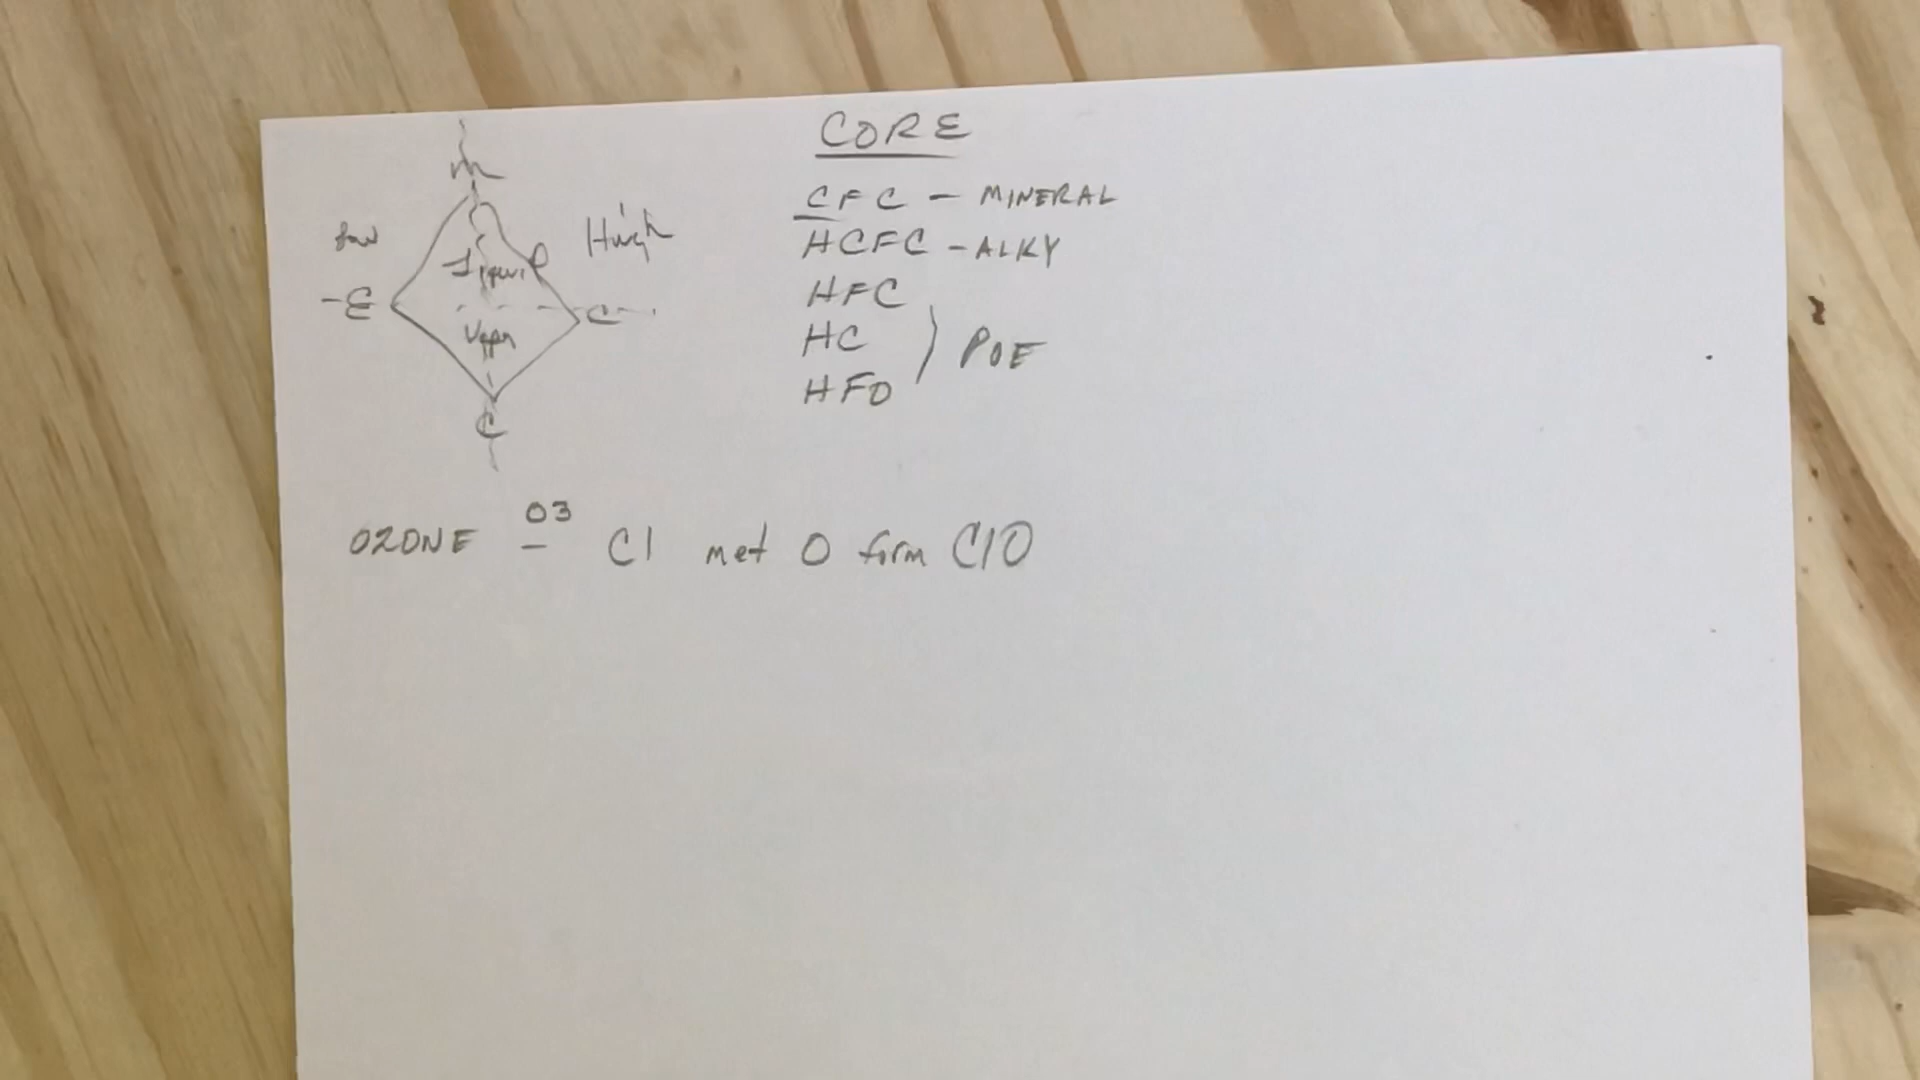 CORE
CFC - MINERAL
HCFC - ALKY
HFC
HC
HFO
} POE
m
low
High
Liquid
-E
C
Vapor
C
OZONE - O3 Cl met O form ClO